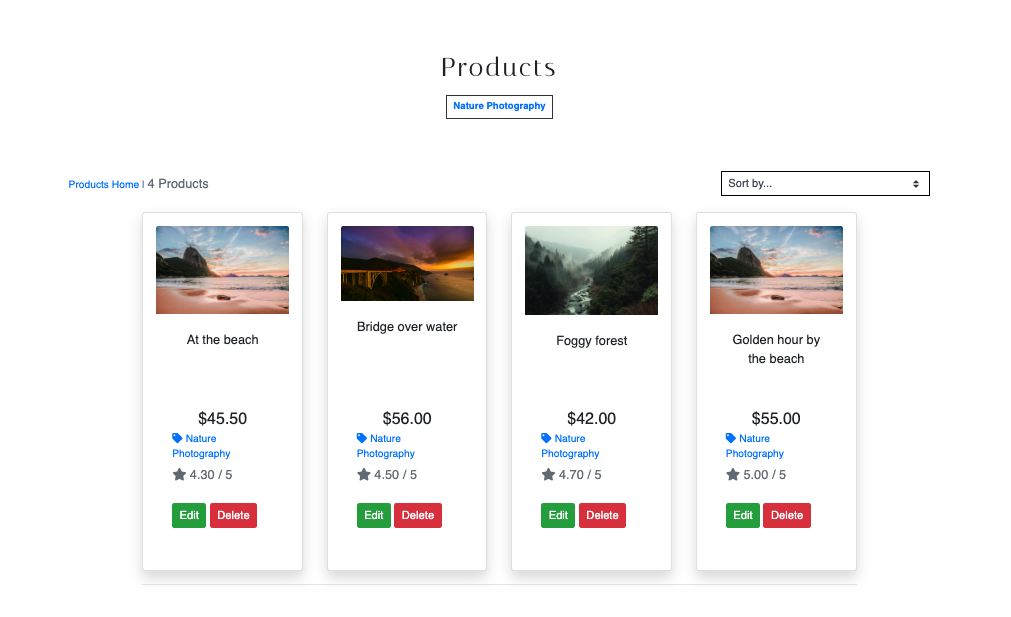 Products
Nature Photography
Products Home | 4 Products
Sort by...
At the beach
$45.50
Nature
Photography
4.30 / 5
Edit Delete
Bridge over water
$56.00
Nature
Photography
4.50 / 5
Edit Delete
Foggy forest
$42.00
Nature
Photography
4.70 / 5
Edit Delete
Golden hour by
the beach
$55.00
Nature
Photography
5.00 / 5
Edit Delete